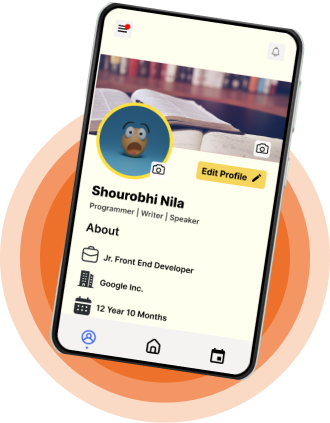 Edit Profile
Shourobhi Nila
Programmer | Writer | Speaker
About
Jr. Front End Developer
Google Inc.
12 Year 10 Months